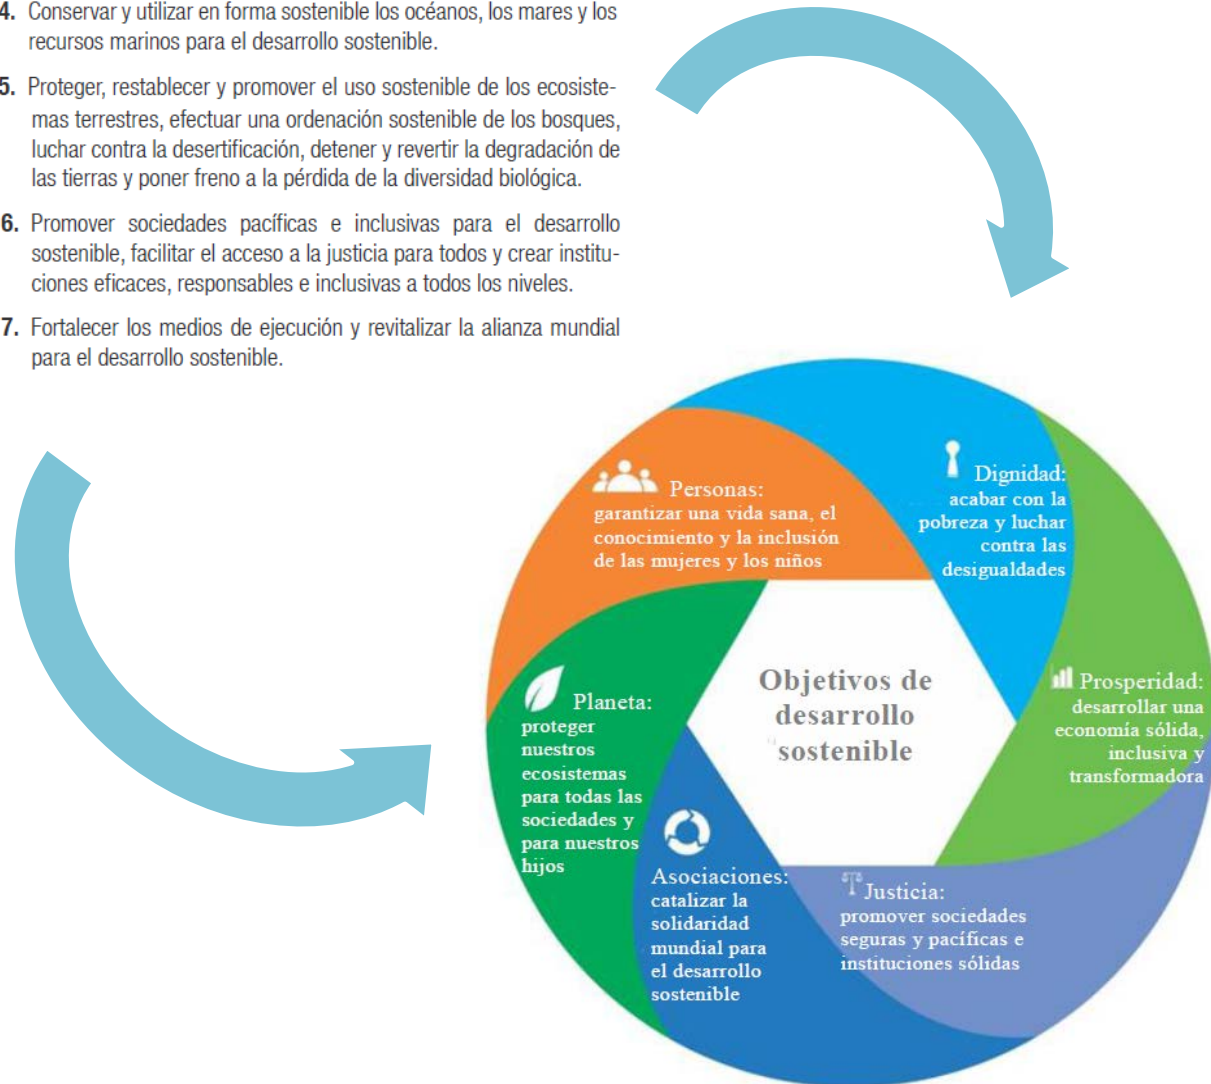 4. Conservar y utilizar en forma sostenible los océanos, los mares y los
recursos marinos para el desarrollo sostenible.
5. Proteger, restablecer y promover el uso sostenible de los ecosiste-
mas terrestres, efectuar una ordenación sostenible de los bosques,
luchar contra la desertificación, detener y revertir la degradación de
las tierras y poner freno a la pérdida de la diversidad biológica.
6. Promover sociedades pacíficas e inclusivas para el desarrollo
sostenible, facilitar el acceso a la justicia para todos y crear institu-
ciones eficaces, responsables e inclusivas a todos los niveles.
7. Fortalecer los medios de ejecución y revitalizar la alianza mundial
para el desarrollo sostenible.
Personas:
garantizar una vida sana, el
conocimiento y la inclusión
de las mujeres y los niños
Dignidad:
acabar con la
pobreza y luchar
contra las
desigualdades
Prosperidad:
desarrollar una
economía sólida,
inclusiva y
transformadora
Justicia:
promover sociedades
seguras y pacíficas e
instituciones sólidas
Asociaciones:
catalizar la
solidaridad
mundial para
el desarrollo
sostenible
Planeta:
proteger
nuestros
ecosistemas
para todas las
sociedades y
para nuestros
hijos
Objetivos de
desarrollo
sostenible